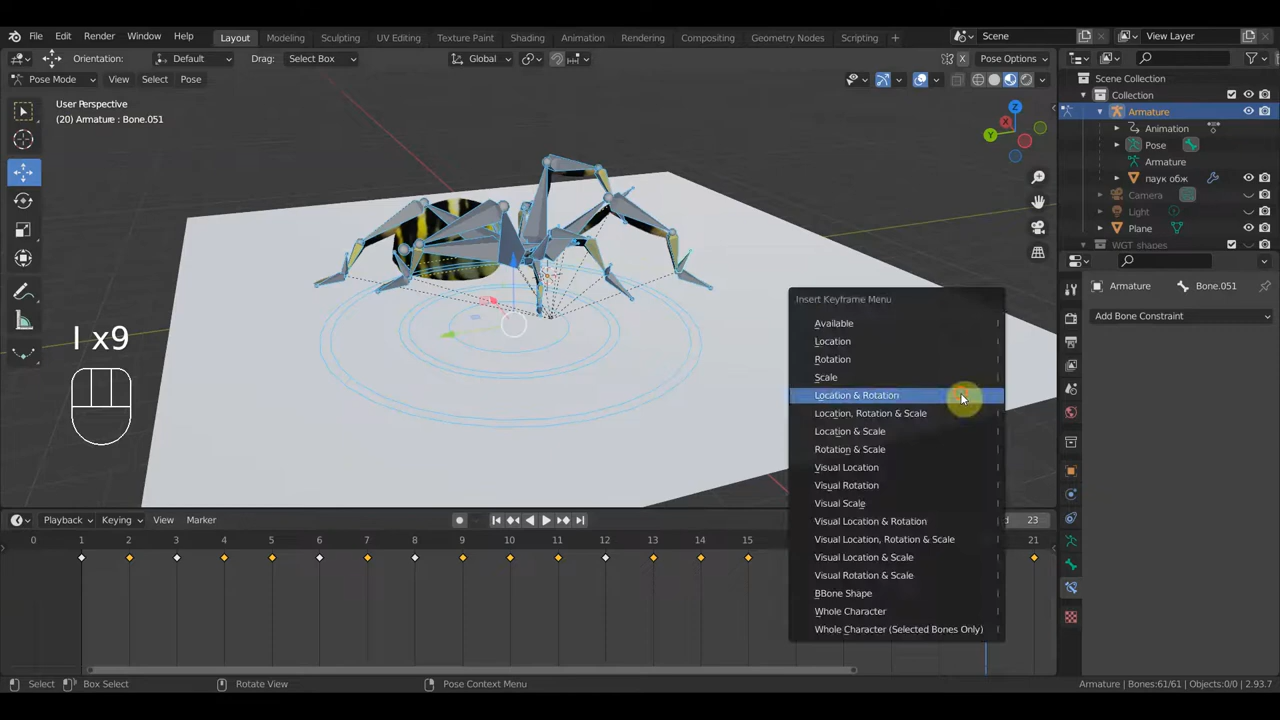 File Edit Render Window Help Layout Modeling Sculpting UV Editing Texture Paint Shading Animation Rendering Compositing Geometry Nodes Scripting + Scene View Layer
Orientation: Default Drag: Select Box Global X Pose Options
Pose Mode View Select Pose
User Perspective
(20) Armature : Bone.051
Z
X
Y
Scene Collection
Collection
Armature
Animation
Pose
Armature
паук обж
Camera
Light
Plane
WGT shapes
Armature Bone.051
Add Bone Constraint
I x9
Insert Keyframe Menu
Available I
Location I
Rotation I
Scale I
Location & Rotation I
Location, Rotation & Scale I
Location & Scale I
Rotation & Scale I
Visual Location I
Visual Rotation I
Visual Scale I
Visual Location & Rotation I
Visual Location, Rotation & Scale I
Visual Location & Scale I
Visual Rotation & Scale I
BBone Shape I
Whole Character I
Whole Character (Selected Bones Only) I
Playback Keying View Marker 23
0 1 2 3 4 5 6 7 8 9 10 11 12 13 14 15 21
Select Box Select Rotate View Pose Context Menu Armature | Bones:61/61 | Objects:0/0 | 2.93.7